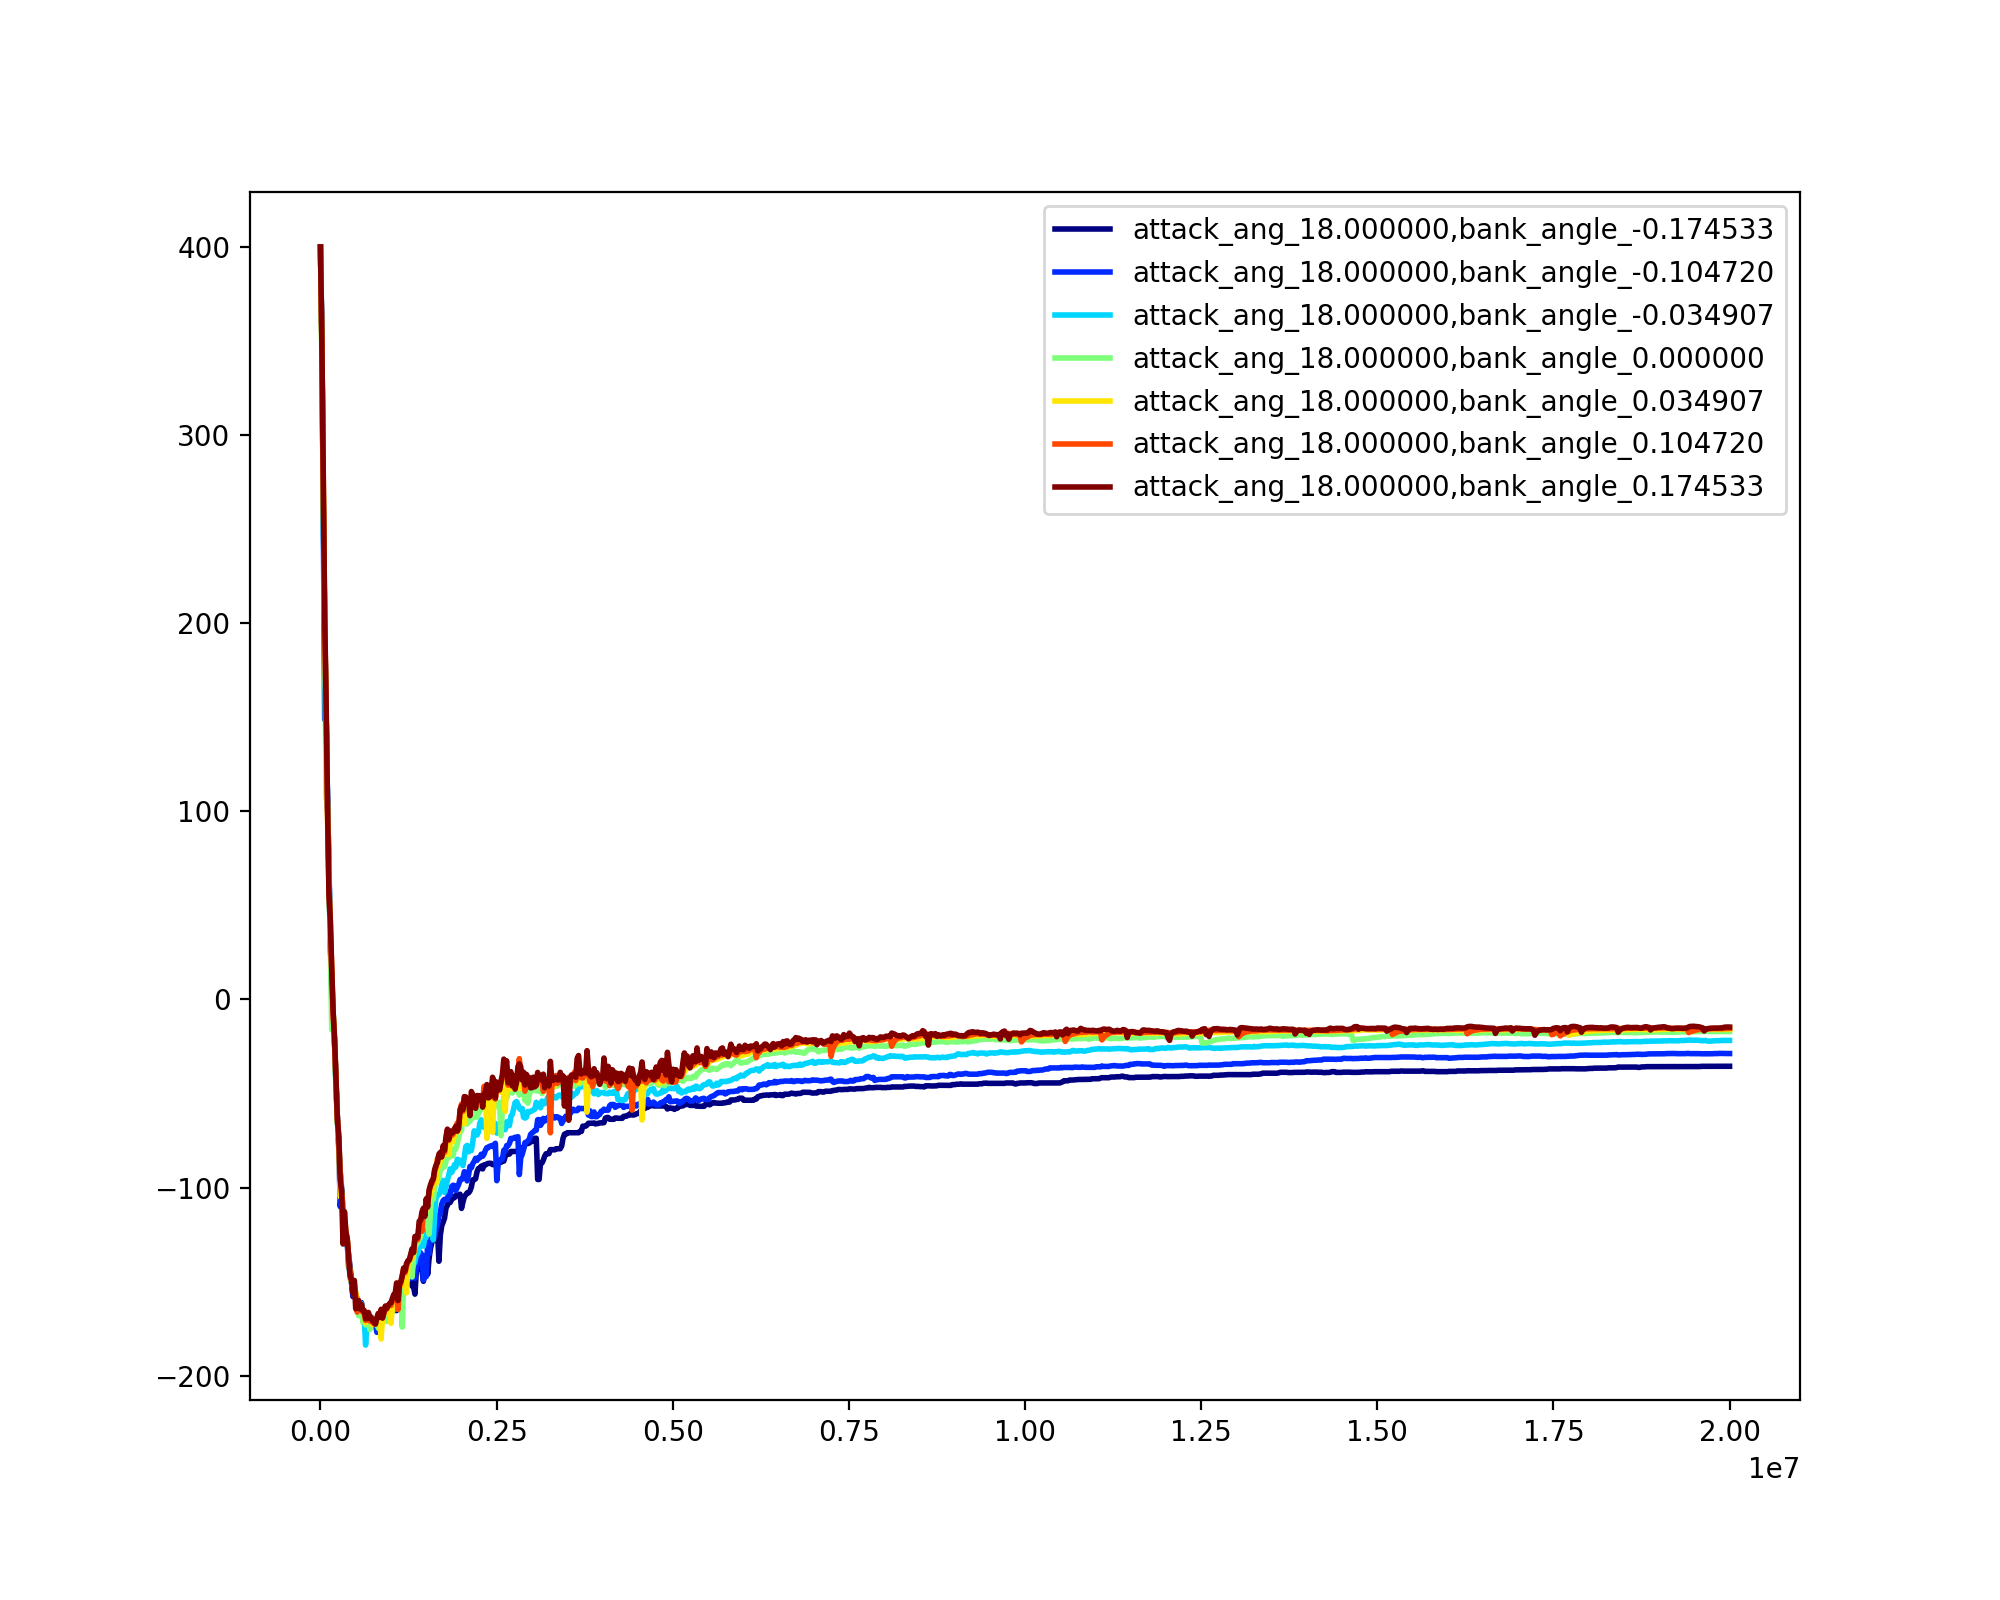 400
300
200
100
0
−100
−200
attack_ang_18.000000,bank_angle_-0.174533
attack_ang_18.000000,bank_angle_-0.104720
attack_ang_18.000000,bank_angle_-0.034907
attack_ang_18.000000,bank_angle_0.000000
attack_ang_18.000000,bank_angle_0.034907
attack_ang_18.000000,bank_angle_0.104720
attack_ang_18.000000,bank_angle_0.174533
0.00 0.25 0.50 0.75 1.00 1.25 1.50 1.75 2.00
1e7